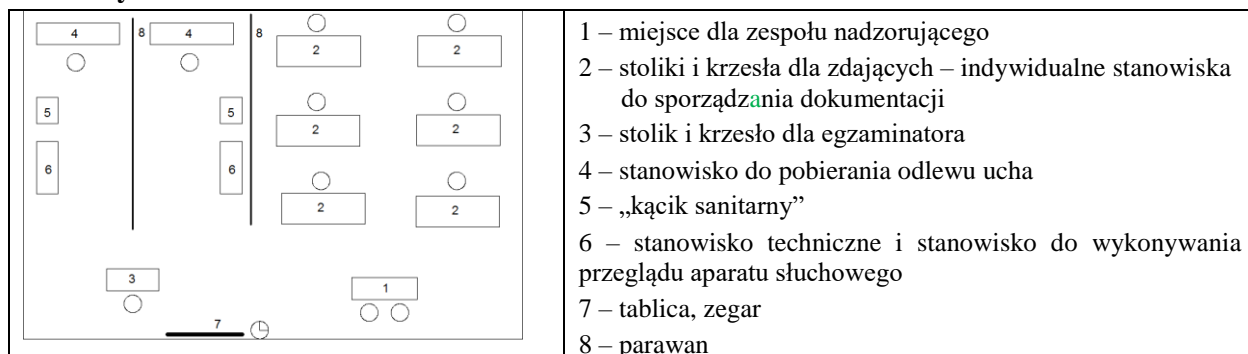 4 8 4 8
2 2
5 5
2 2
6 6
2 2
3
1
7
1 – miejsce dla zespołu nadzorującego
2 – stoliki i krzesła dla zdających – indywidualne stanowiska
do sporządzania dokumentacji
3 – stolik i krzesło dla egzaminatora
4 – stanowisko do pobierania odlewu ucha
5 – „kącik sanitarny”
6 – stanowisko techniczne i stanowisko do wykonywania
przeglądu aparatu słuchowego
7 – tablica, zegar
8 – parawan